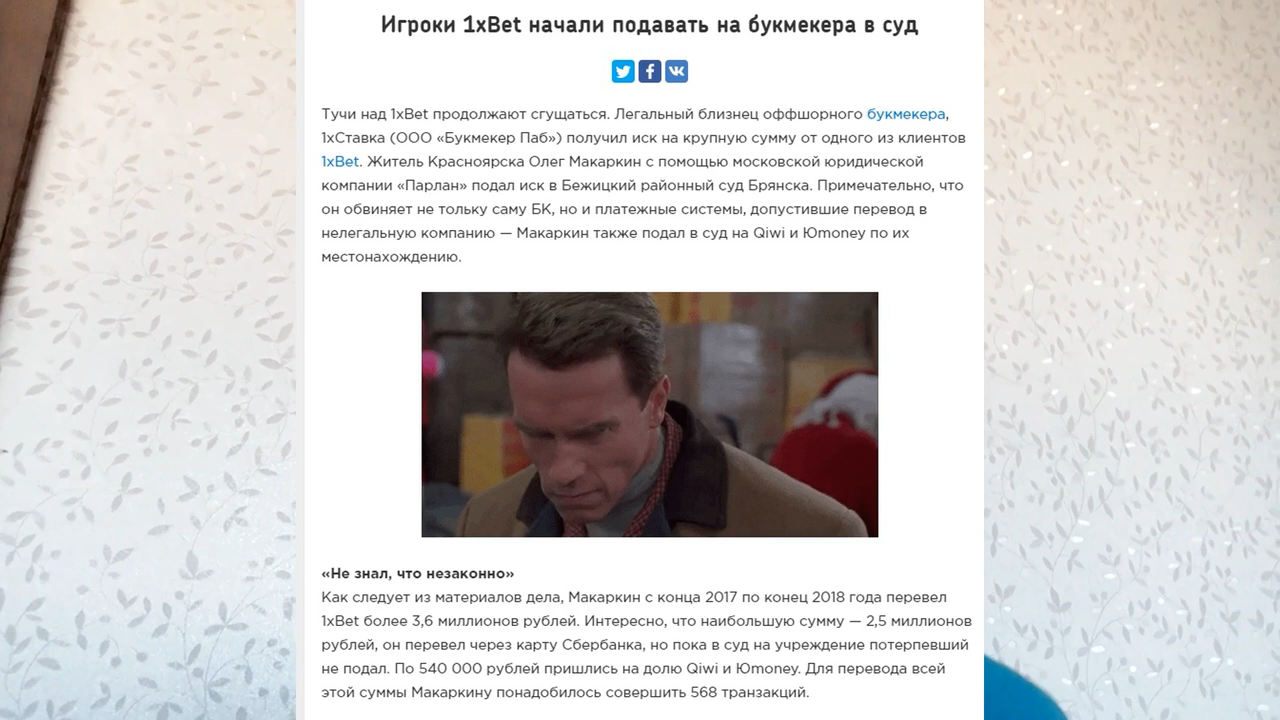 Игроки 1xBet начали подавать на букмекера в суд
Тучи над 1xBet продолжают сгущаться. Легальный близнец оффшорного букмекера,
1хСтавка (ООО «Букмекер Паб») получил иск на крупную сумму от одного из клиентов
1xBet. Житель Красноярска Олег Макаркин с помощью московской юридической
компании «Парлан» подал иск в Бежицкий районный суд Брянска. Примечательно, что
он обвиняет не только саму БК, но и платежные системы, допустившие перевод в
нелегальную компанию — Макаркин также подал в суд на Qiwi и Юmoney по их
местонахождению.
«Не знал, что незаконно»
Как следует из материалов дела, Макаркин с конца 2017 по конец 2018 года перевел
1xBet более 3,6 миллионов рублей. Интересно, что наибольшую сумму — 2,5 миллионов
рублей, он перевел через карту Сбербанка, но пока в суд на учреждение потерпевший
не подал. По 540 000 рублей пришлись на долю Qiwi и Юmoney. Для перевода всей
этой суммы Макаркину понадобилось совершить 568 транзакций.